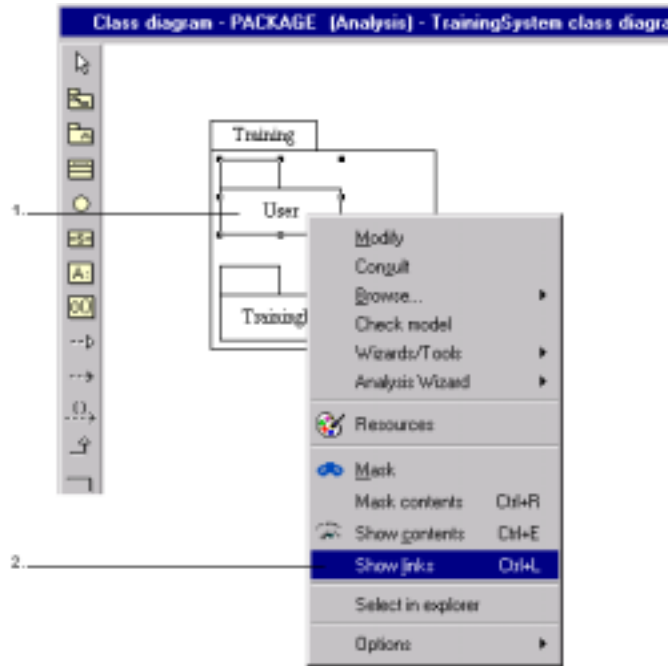 Class diagram - PACKAGE (Analysis) - TrainingSystem class diagra
Training
1.
User
Training
Modify
Consult
Browse...
Check model
Wizards/Tools
Analysis Wizard
Resources
Mask
Mask contents Ctrl+R
Show contents Ctrl+E
2.
Show links Ctrl+L
Select in explorer
Options